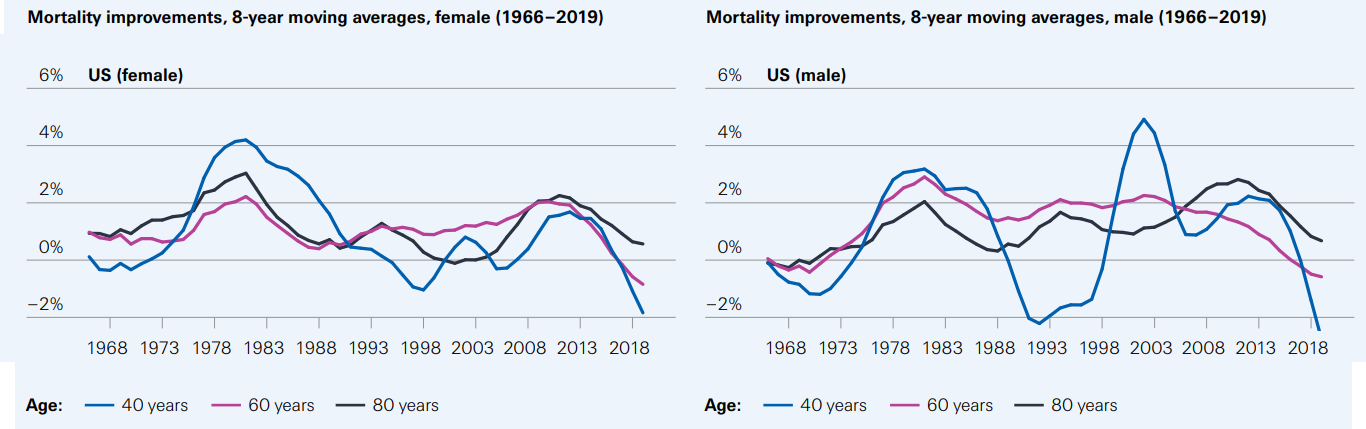 Mortality improvements, 8-year moving averages, female (1966–2019)
6% US (female)
4%
2%
0%
–2%
1968 1973 1978 1983 1988 1993 1998 2003 2008 2013 2018
Age: 40 years 60 years 80 years
Mortality improvements, 8-year moving averages, male (1966–2019)
6% US (male)
4%
2%
0%
–2%
1968 1973 1978 1983 1988 1993 1998 2003 2008 2013 2018
Age: 40 years 60 years 80 years